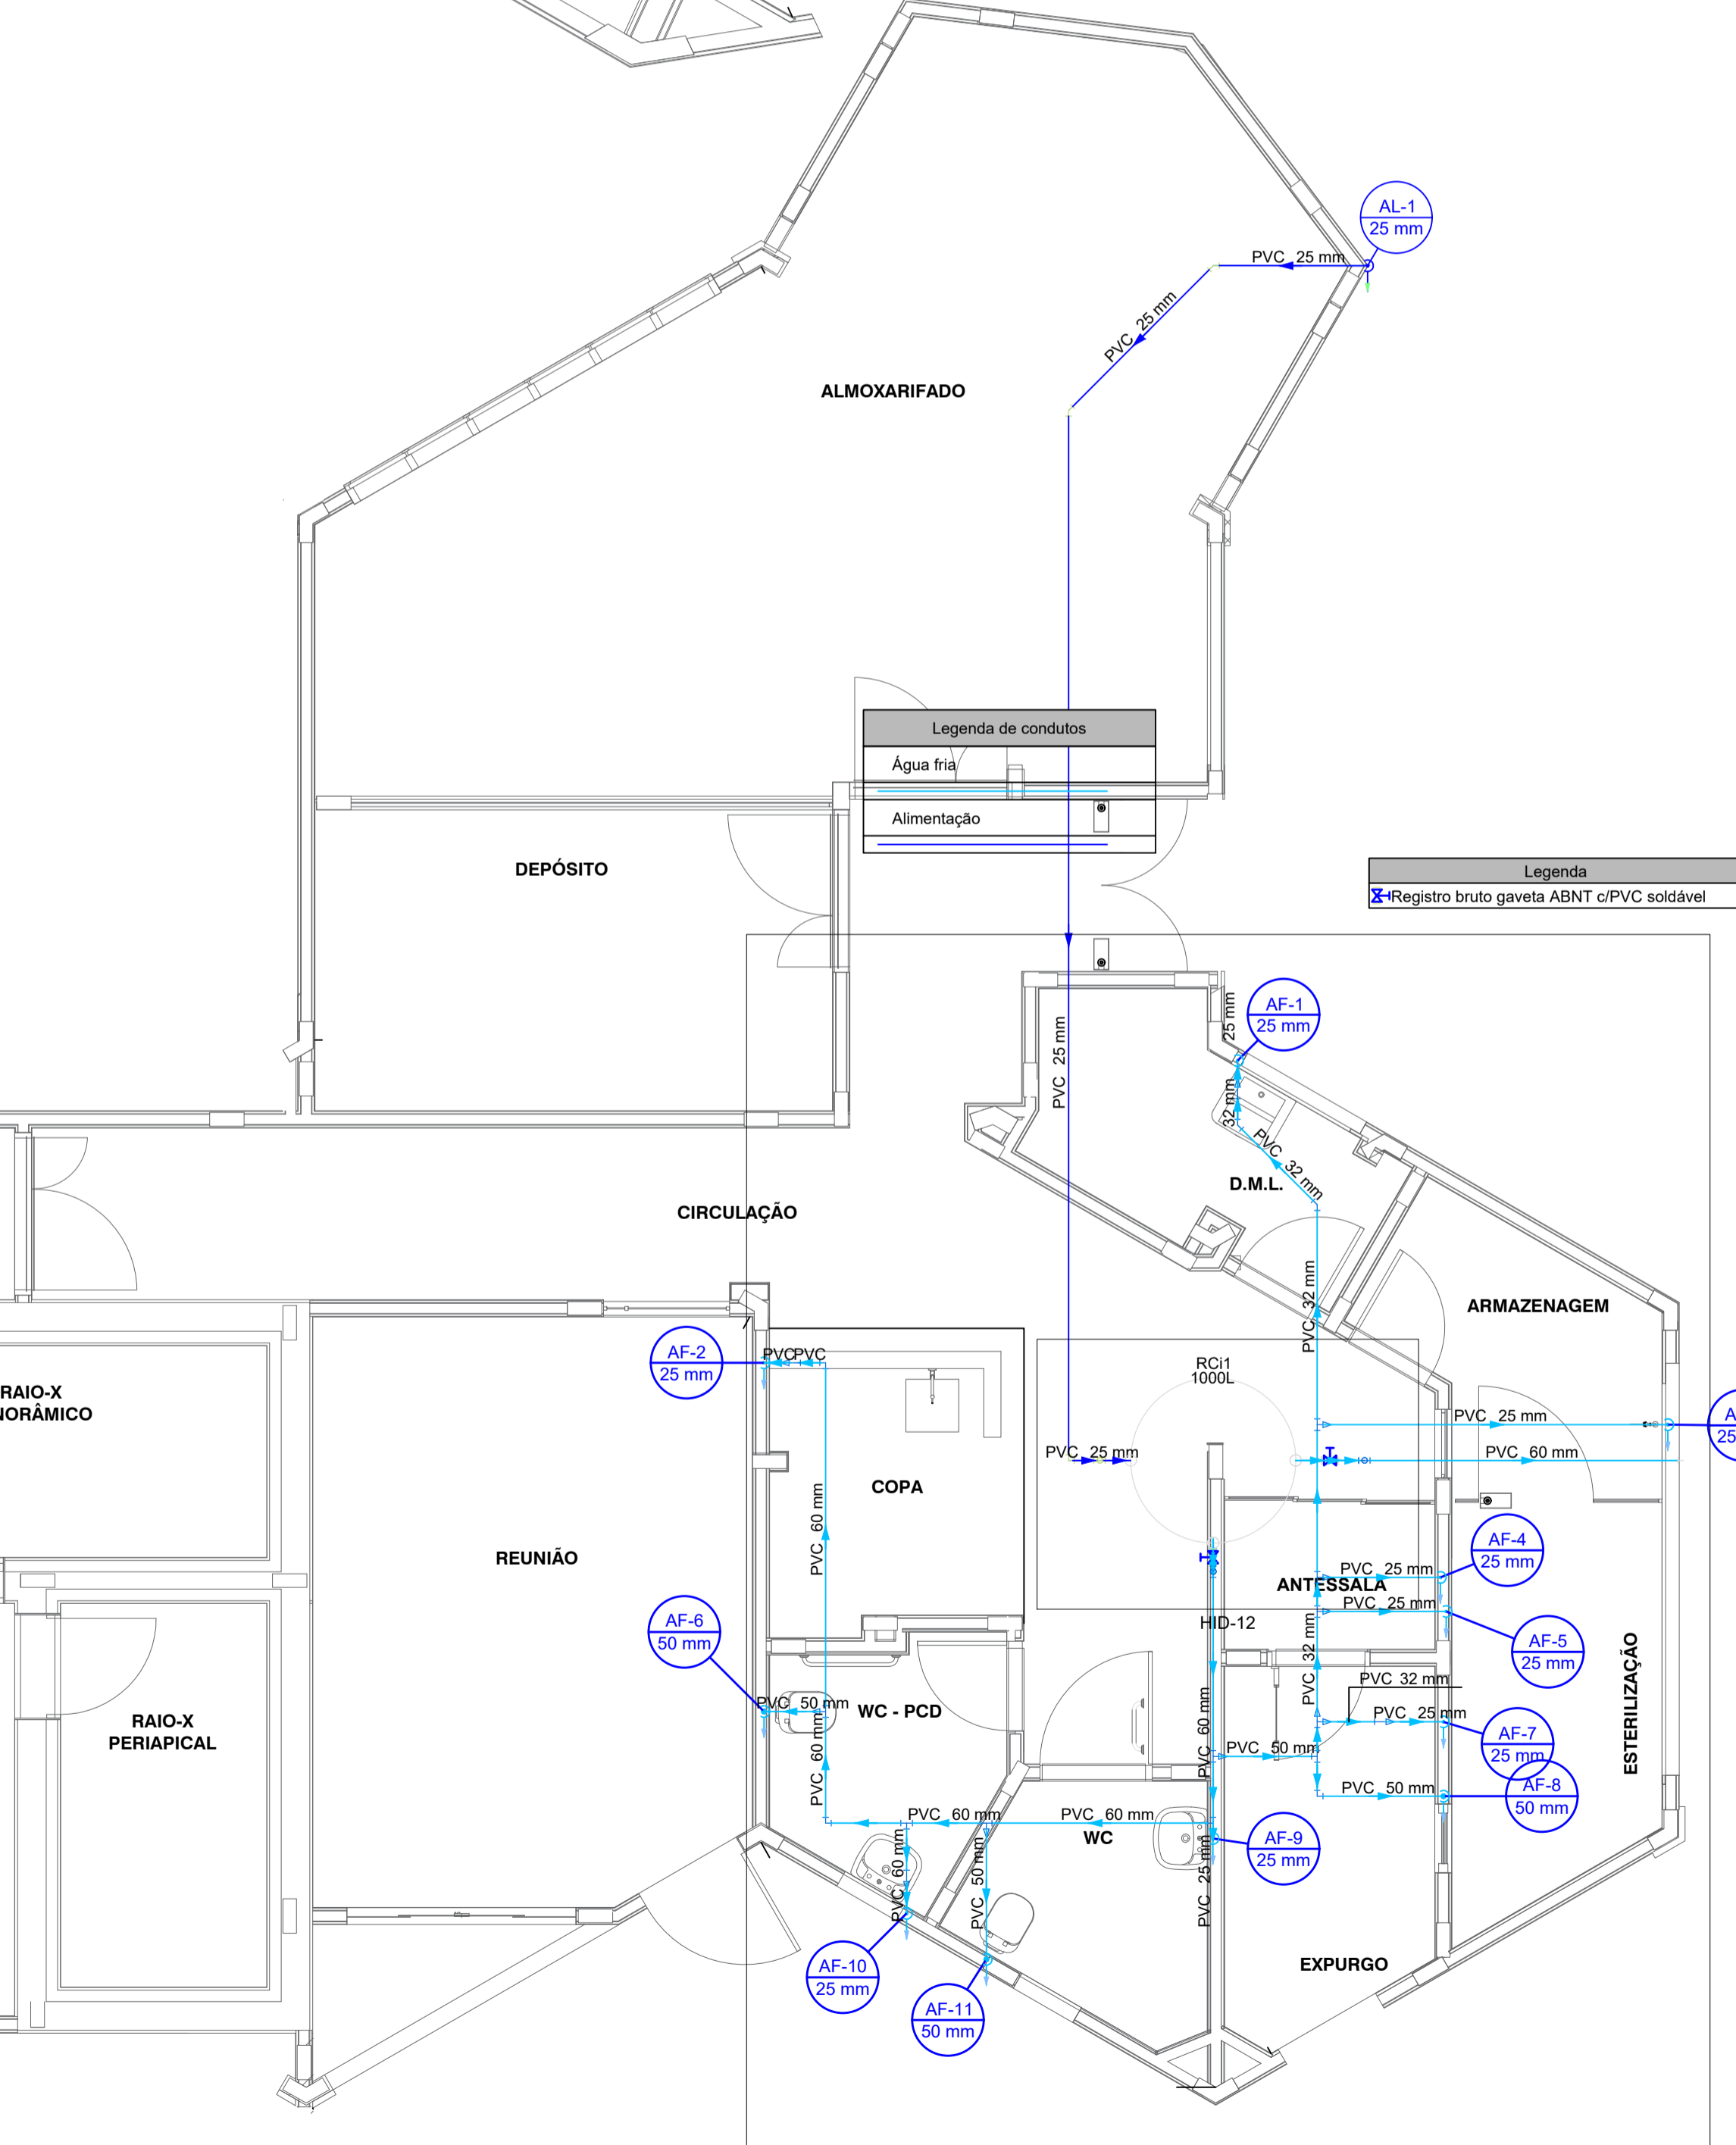 AL-1
25 mm
PVC 25 mm
PVC 25 mm
ALMOXARIFADO
Legenda de condutos
Água fria
Alimentação
DEPÓSITO
Legenda
Registro bruto gaveta ABNT c/PVC soldável
AF-1
25 mm
25 mm
PVC 25 mm
32 mm
PVC 32 mm
D.M.L.
CIRCULAÇÃO
PVC 32 mm
ARMAZENAGEM
AF-2
25 mm
PVC
PVC
RCi1
1000L
RAIO-X
NORÂMICO
PVC 25 mm
A
25
PVC 25 mm
PVC 60 mm
COPA
PVC 60 mm
REUNIÃO
AF-4
25 mm
PVC 25 mm
ANTESSALA
PVC 25 mm
HID-12
AF-6
50 mm
AF-5
25 mm
PVC 32 mm
ESTERILIZAÇÃO
PVC 32 mm
PVC 50 mm
WC - PCD
RAIO-X
PERIAPICAL
PVC 25 mm
AF-7
25 mm
PVC 60 mm
PVC 60 mm
PVC 50 mm
PVC 50 mm
AF-8
50 mm
PVC 60 mm
PVC 60 mm
WC
AF-9
25 mm
PVC 60 mm
PVC 50 mm
PVC 25 mm
EXPURGO
AF-10
25 mm
AF-11
50 mm